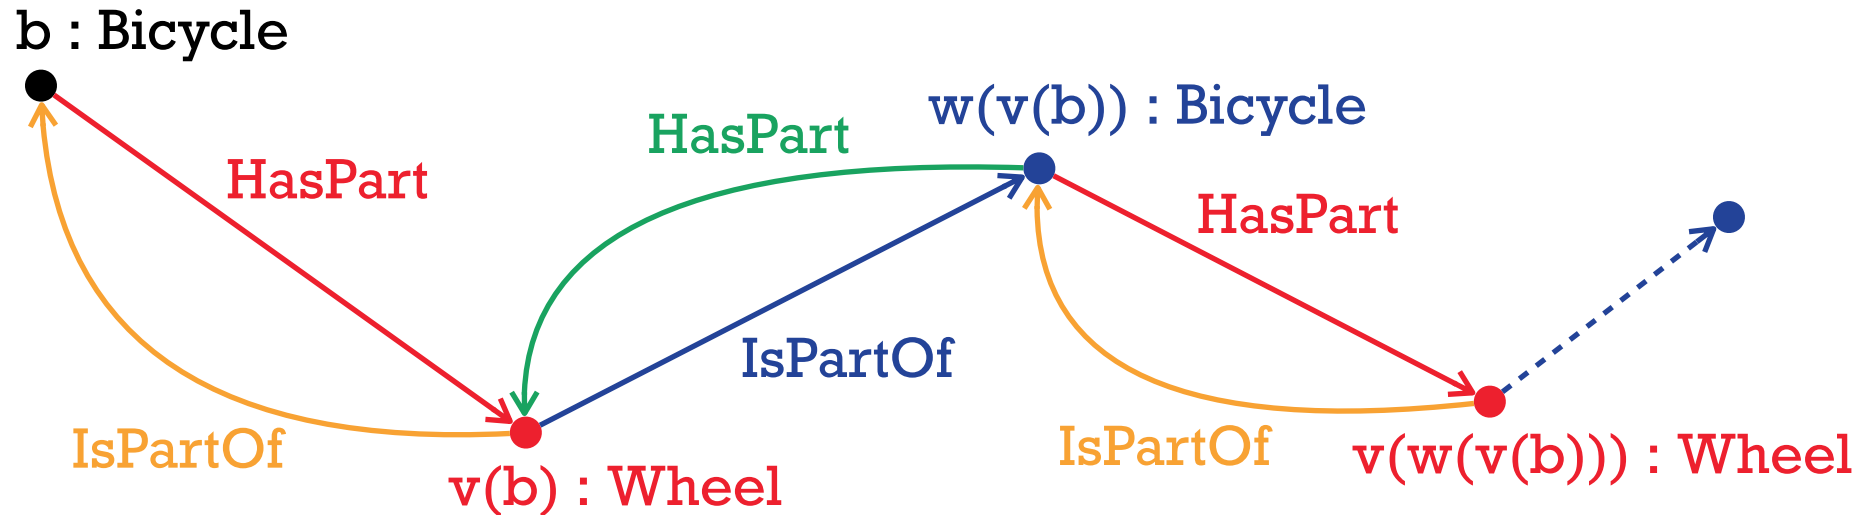 b : Bicycle
w(v(b)) : Bicycle
HasPart
HasPart
HasPart
IsPartOf
IsPartOf
IsPartOf
v(w(v(b))) : Wheel
v(b) : Wheel